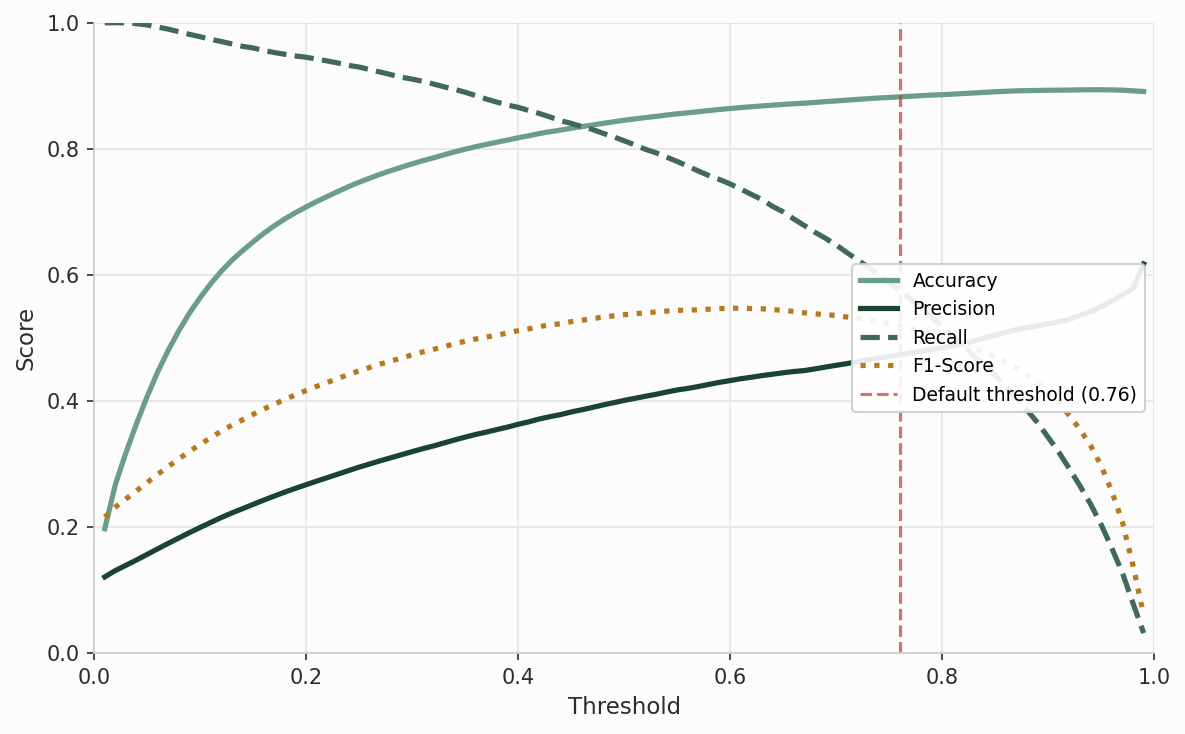 1.0
0.8
0.6
0.4
0.2
0.0
Score
0.0 0.2 0.4 0.6 0.8 1.0
Threshold
Accuracy
Precision
Recall
F1-Score
Default threshold (0.76)